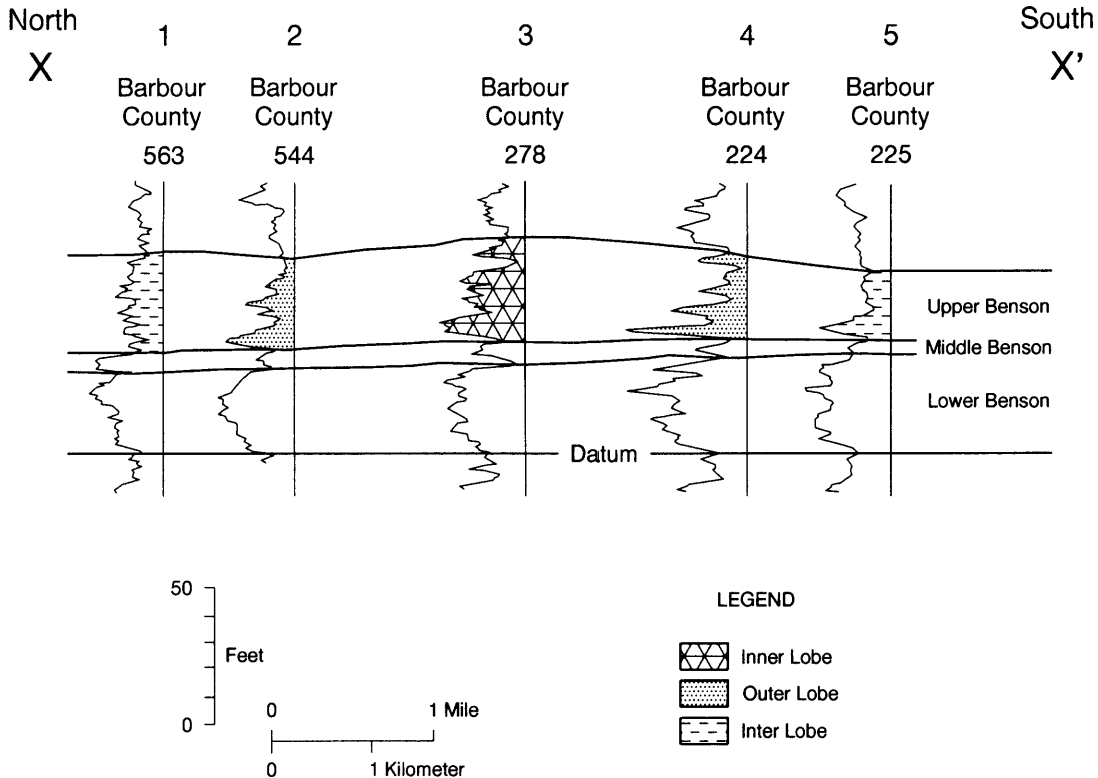 North
X
South
X'
1
2
3
4
5
Barbour
County
563
Barbour
County
544
Barbour
County
278
Barbour
County
224
Barbour
County
225
Upper Benson
Middle Benson
Lower Benson
Datum
50
Feet
0
0
1 Mile
0
1 Kilometer
LEGEND
Inner Lobe
Outer Lobe
Inter Lobe